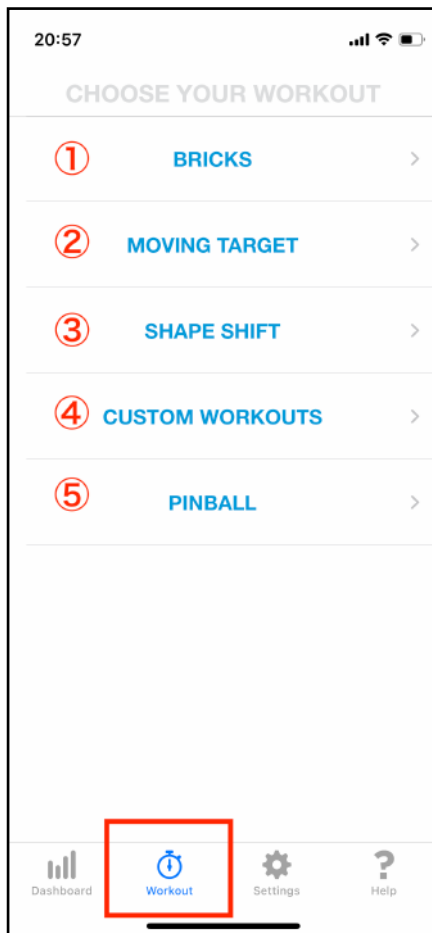 20:57
CHOOSE YOUR WORKOUT
① BRICKS
② MOVING TARGET
③ SHAPE SHIFT
④ CUSTOM WORKOUTS
⑤ PINBALL
Dashboard Workout Settings Help